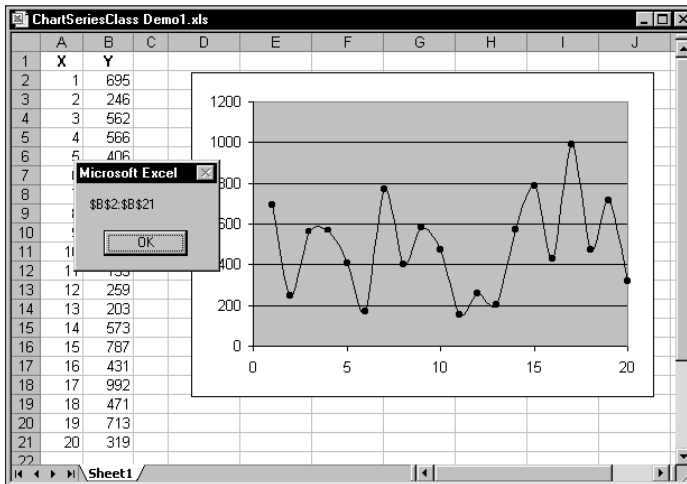 ChartSeriesClass Demo1.xls
A B C D E F G H I J
1 X Y
2 1 695
3 2 246
4 3 562
5 4 566
6 5 406
7
8
9
10
11
12
13 12 259
14 13 203
15 14 573
16 15 787
17 16 431
18 17 992
19 18 471
20 19 713
21 20 319
22
Microsoft Excel
$B$2:$B$21
OK
1200
1000
800
600
400
200
0
0 5 10 15 20
Sheet1